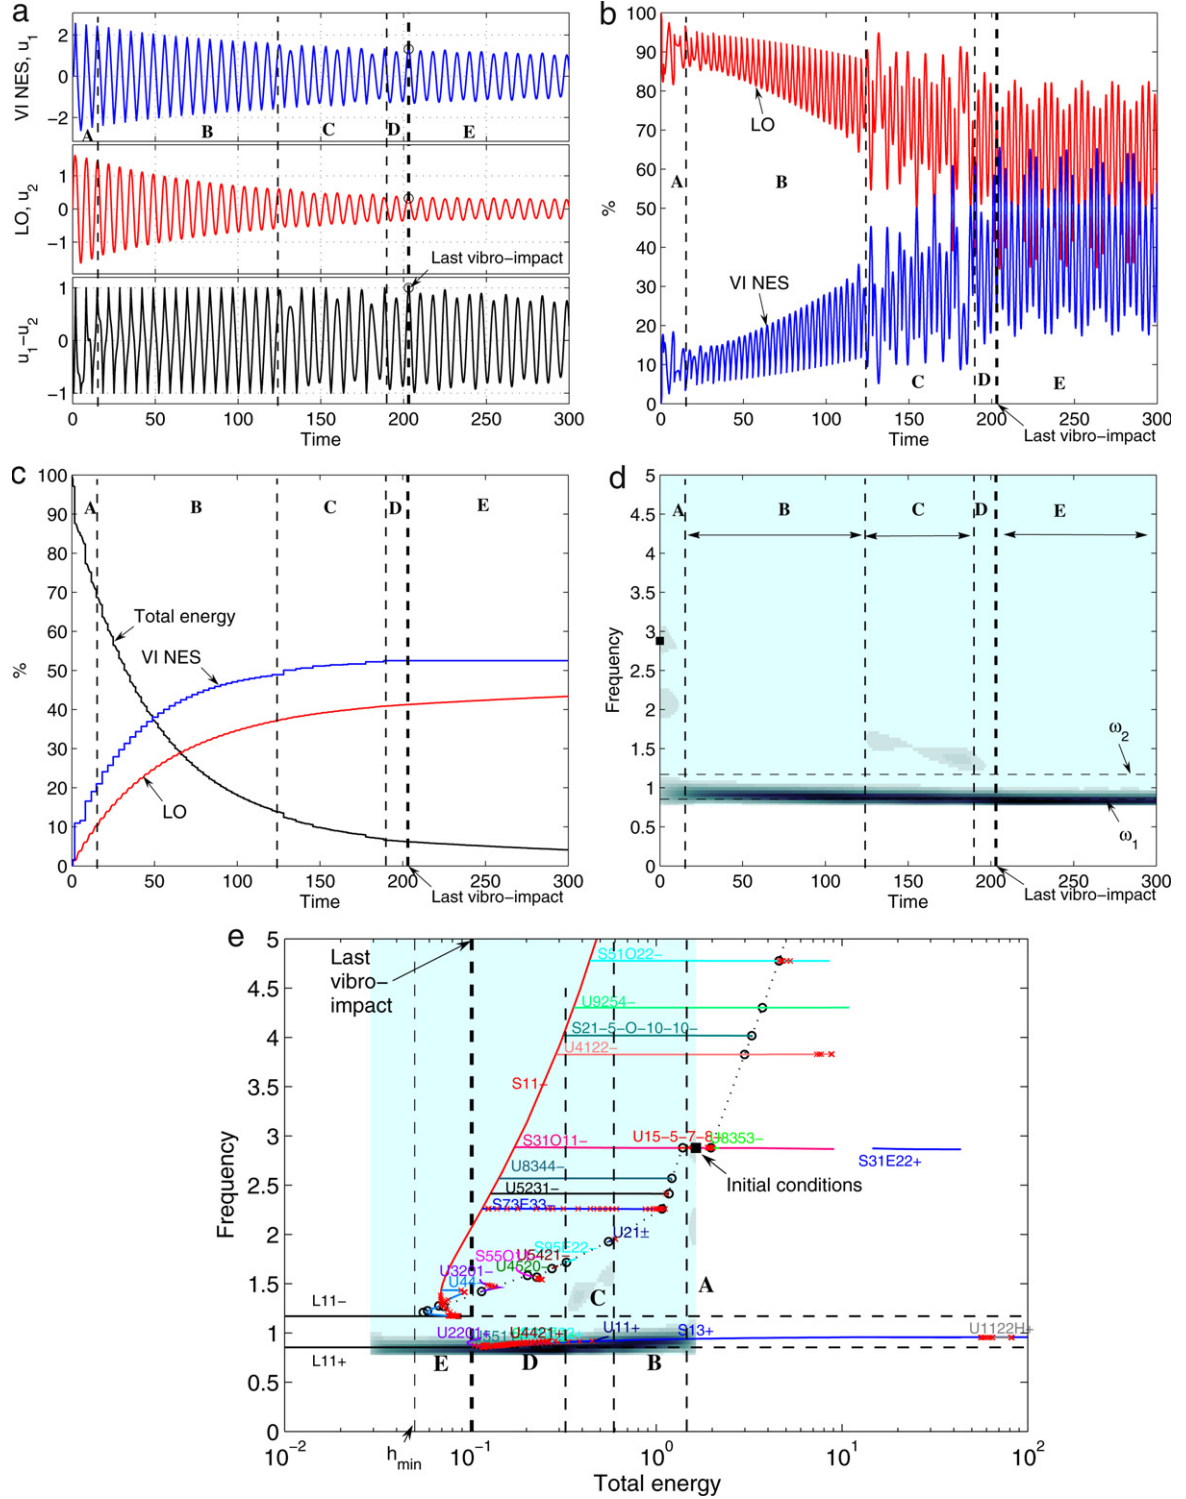 a
VI NES, u1
2
0
−2
A
B
C
D
E
LO, u2
1
0
−1
Last vibro−impact
u1−u2
1
0
−1
0 50 100 150 200 250 300
Time
b
%
100
90
80
70
60
50
40
30
20
10
0
LO
A
B
VI NES
C
D
E
0 50 100 150 200 250 300
Time
Last vibro−impact
c
%
100
90
80
70
60
50
40
30
20
10
0
A
B
C
D
E
Total energy
VI NES
LO
0 50 100 150 200 250 300
Time
Last vibro−impact
d
Frequency
5
4.5
4
3.5
3
2.5
2
1.5
1
0.5
0
A
B
C
D
E
ω2
ω1
0 50 100 150 200 250 300
Time
Last vibro−impact
e
Frequency
5
4.5
4
3.5
3
2.5
2
1.5
1
0.5
0
Last
vibro−
impact
S51O22−
U9254−
S21−5−O−10−10−
U4122−
S11−
S31O11−
U15−5−7−8
U8353−
S31E22+
U8344−
Initial conditions
U5231−
S73E33−
U21±
S95E22−
U5421−
U4520−
U3201−
U44−
A
C
L11−
U2201+
U4421+
U11+
S13+
U1122H+
L11+
E
D
B
hmin
10−2 10−1 100 101 102
Total energy